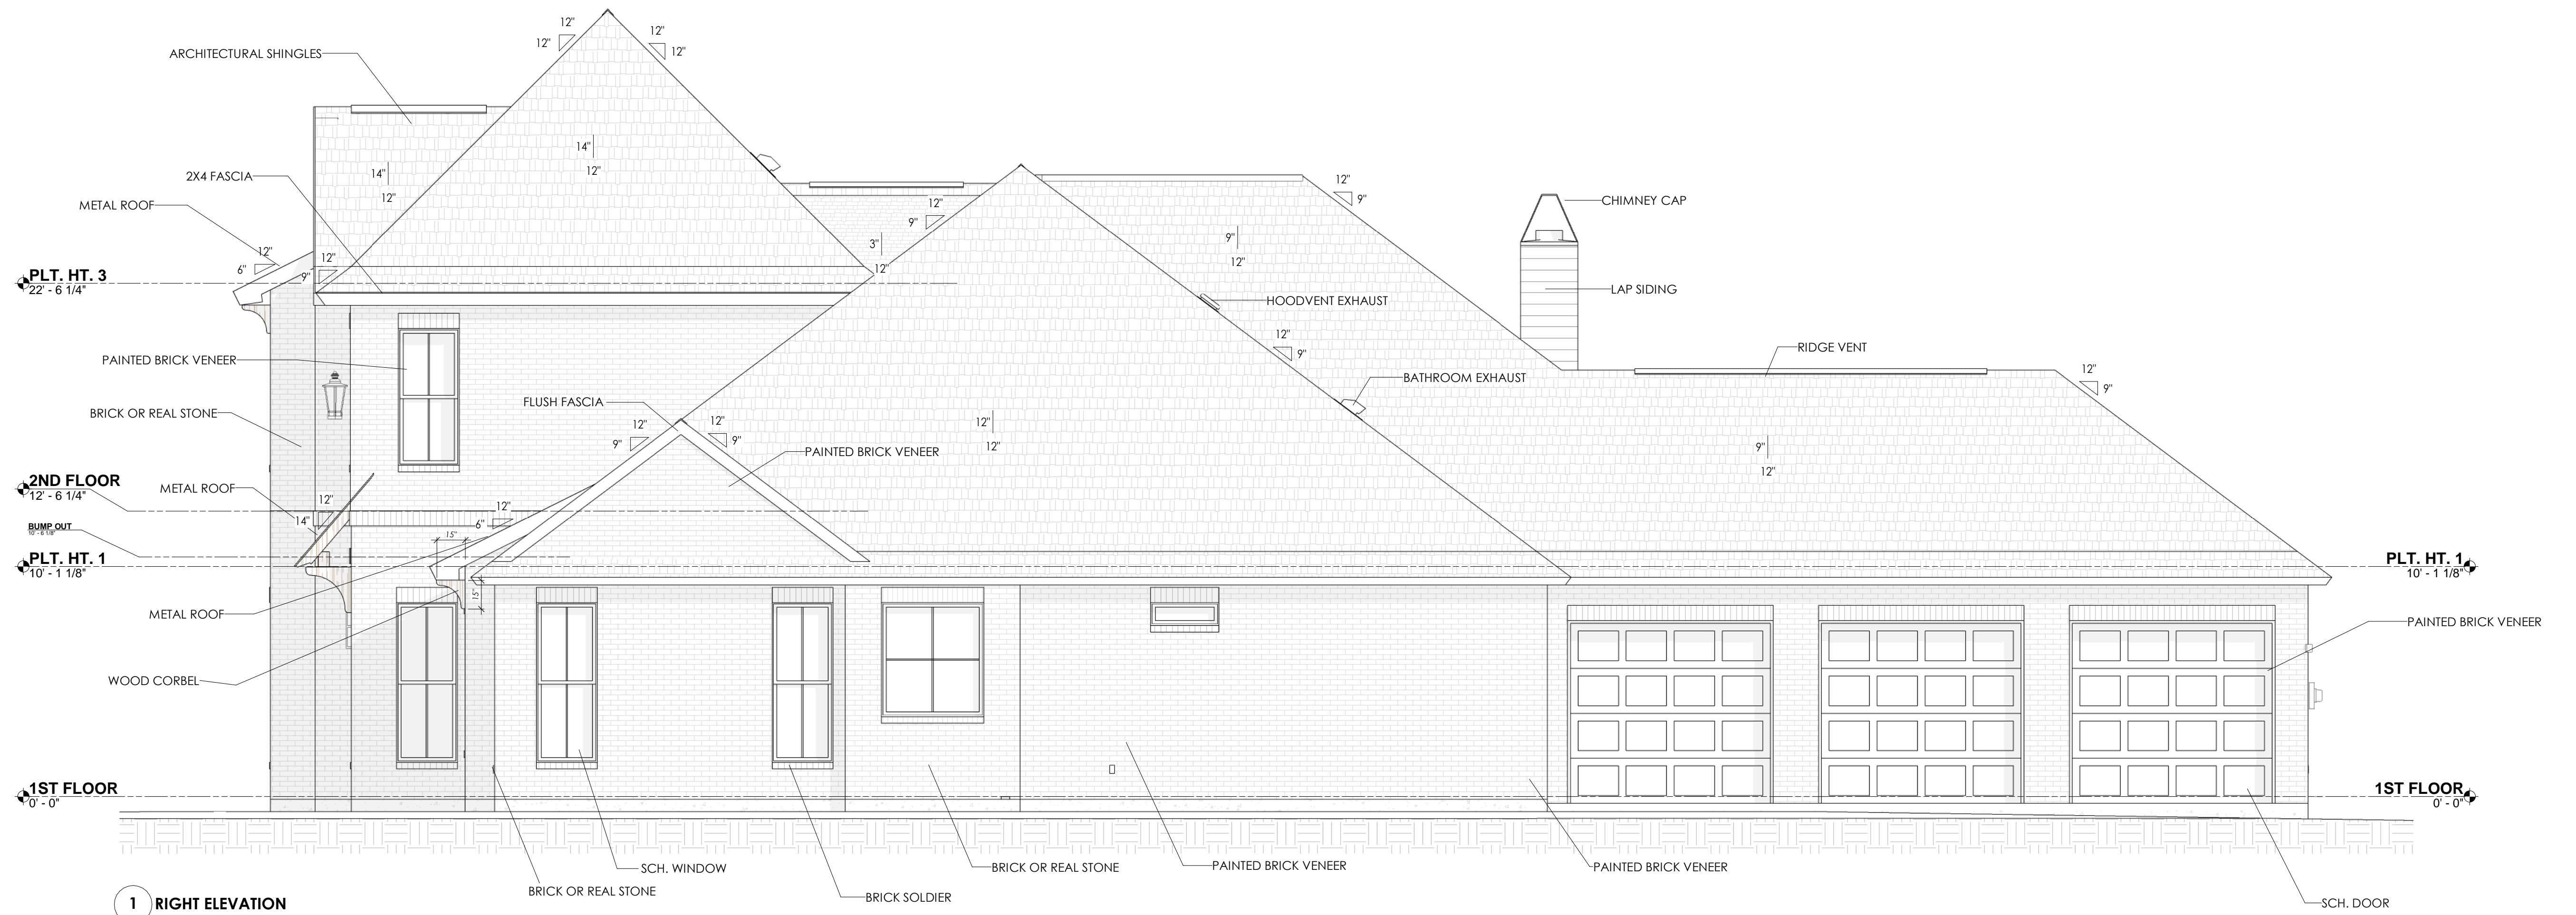 ARCHITECTURAL SHINGLES
2X4 FASCIA
METAL ROOF
PLT. HT. 3
22' - 6 1/4"
PAINTED BRICK VENEER
BRICK OR REAL STONE
2ND FLOOR
12' - 6 1/4"
METAL ROOF
BUMP OUT
10' - 6 1/8"
PLT. HT. 1
10' - 1 1/8"
METAL ROOF
WOOD CORBEL
1ST FLOOR
0' - 0"
12"
12"
12"
12"
14"
12"
14"
12"
12"
6"
12"
9"
12"
9"
3"
12"
9"
12"
12"
9"
CHIMNEY CAP
LAP SIDING
HOODVENT EXHAUST
12"
9"
RIDGE VENT
BATHROOM EXHAUST
12"
9"
FLUSH FASCIA
12"
9"
12"
9"
PAINTED BRICK VENEER
12"
12"
9"
12"
12"
14"
12"
6"
15"
15"
PLT. HT. 1
10' - 1 1/8"
PAINTED BRICK VENEER
1ST FLOOR
0' - 0"
SCH. WINDOW
BRICK OR REAL STONE
BRICK SOLDIER
BRICK OR REAL STONE
PAINTED BRICK VENEER
PAINTED BRICK VENEER
SCH. DOOR
1 RIGHT ELEVATION